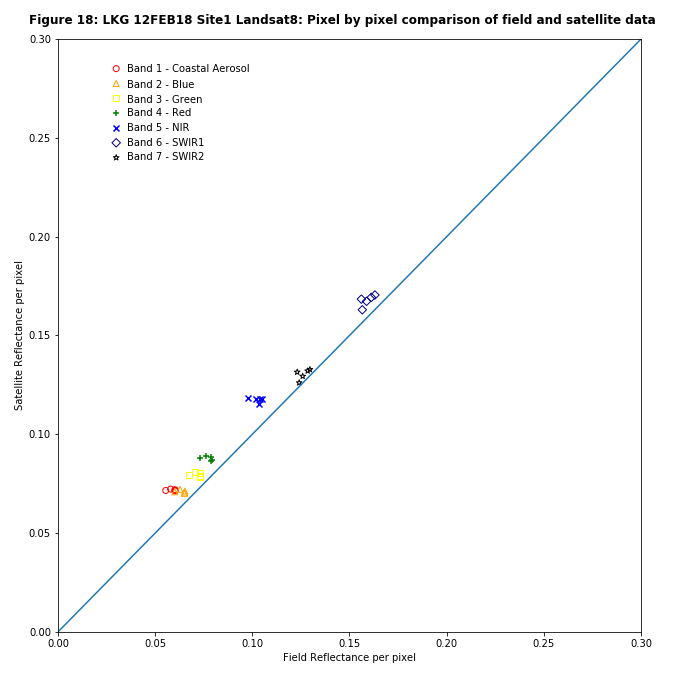 Figure 18: LKG 12FEB18 Site1 Landsat8: Pixel by pixel comparison of field and satellite data
0.30
Band 1 - Coastal Aerosol
Band 2 - Blue
Band 3 - Green
Band 4 - Red
Band 5 - NIR
Band 6 - SWIR1
Band 7 - SWIR2
0.25
0.20
0.15
0.10
0.05
0.00
Satellite Reflectance per pixel
0.00 0.05 0.10 0.15 0.20 0.25 0.30
Field Reflectance per pixel